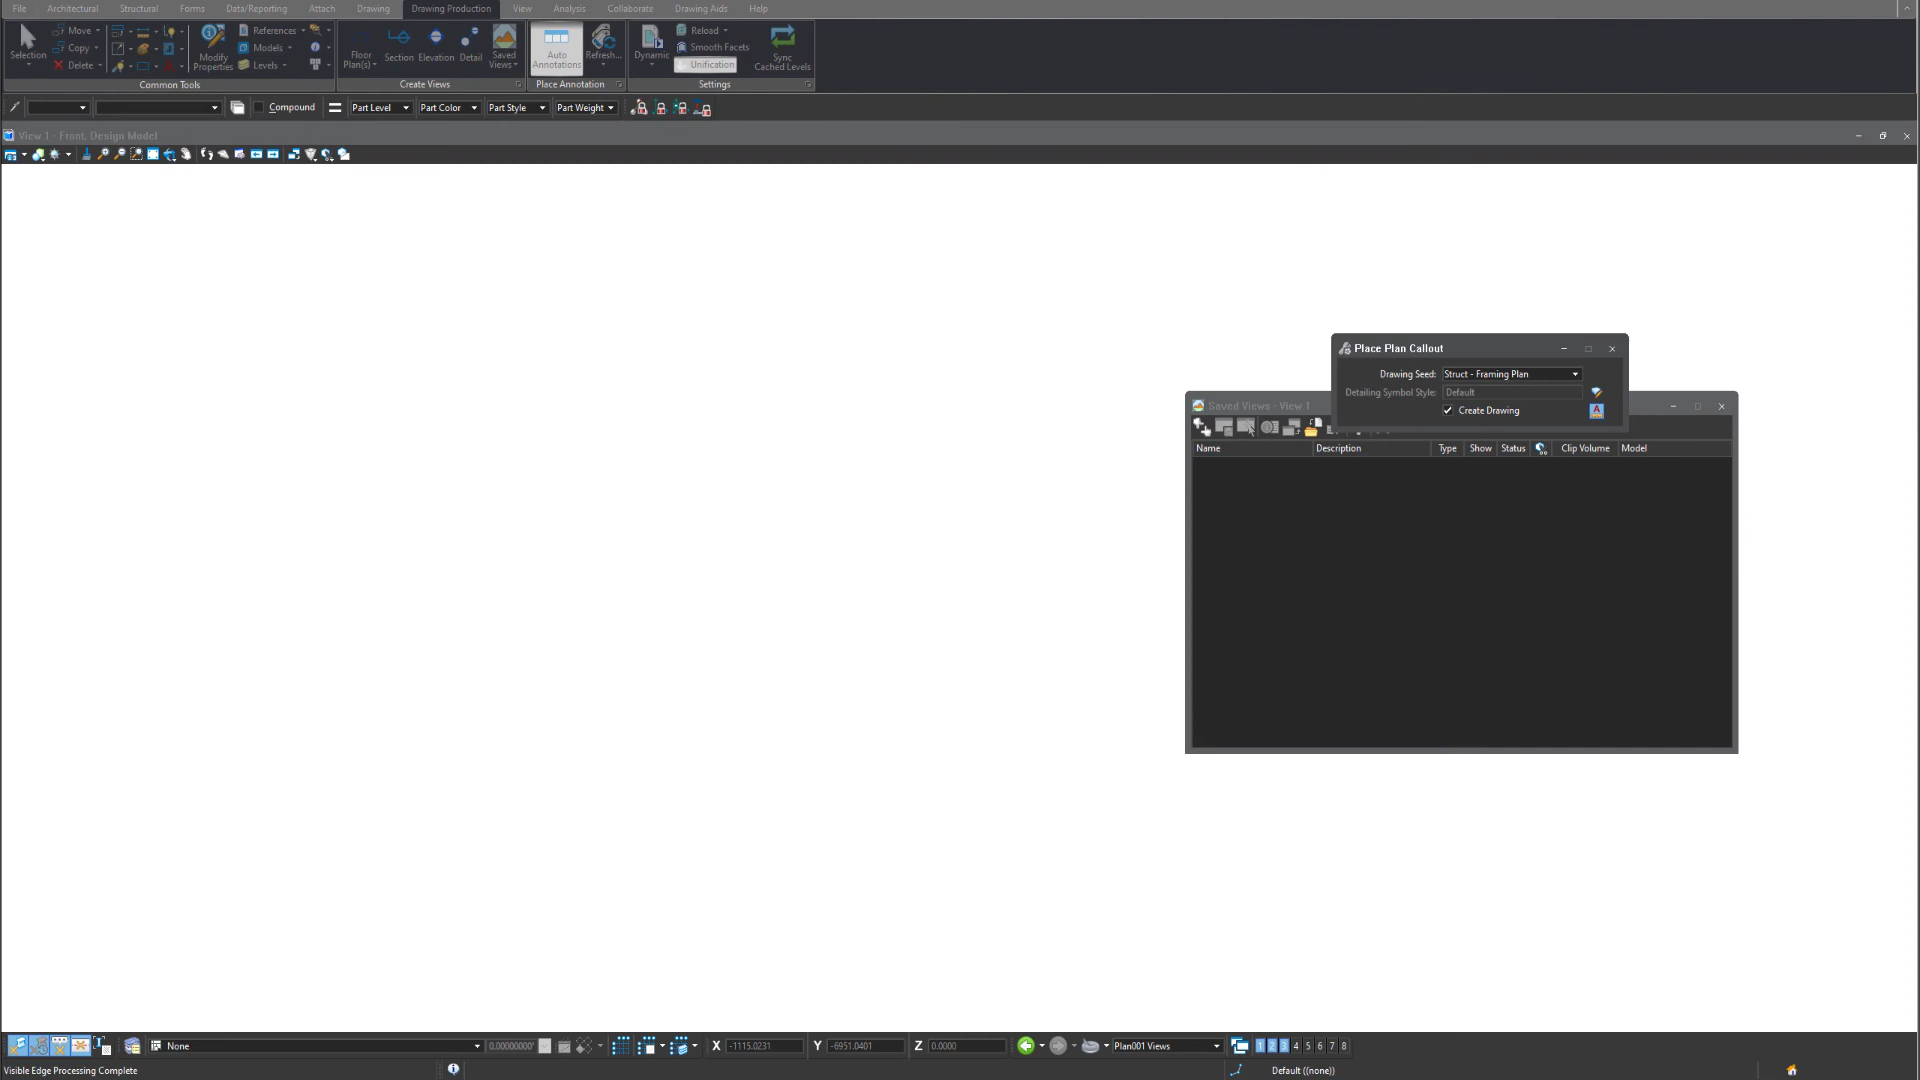 File Architectural Structural Forms Data/Reporting Attach Drawing Drawing Production View Analysis Collaborate Drawing Aids Help
Selection
Move
Copy
Delete
Modify
Properties
References
Models
Levels
Common Tools
Floor
Plan(s)
Section
Elevation
Detail
Saved
Views
Create Views
Auto
Annotations
Refresh...
Place Annotation
Dynamic
Reload
Smooth Facets
Unification
Sync
Cached Levels
Settings
Compound
Part Level
Part Color
Part Style
Part Weight
View 1 - Front, Design Model
Place Plan Callout
Drawing Seed: Struct - Framing Plan
Detailing Symbol Style: Default
Create Drawing
Saved Views - View 1
Name Description Type Show Status Clip Volume Model
None
0.00000000°
X -1115.0231
Y -6951.0401
Z 0.0000
Plan001 Views
1 2 3 4 5 6 7 8
Visible Edge Processing Complete
Default ((none))